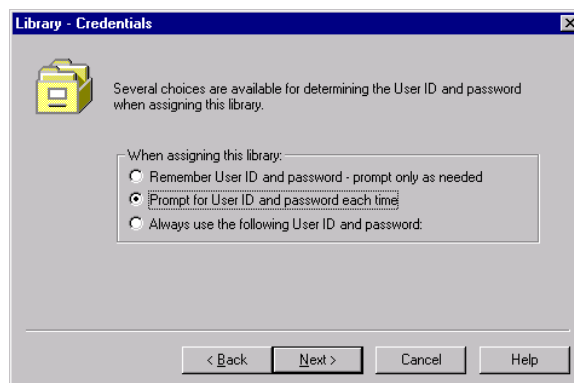 Library - Credentials
Several choices are available for determining the User ID and password
when assigning this library.
When assigning this library:
Remember User ID and password - prompt only as needed
Prompt for User ID and password each time
Always use the following User ID and password:
< Back Next > Cancel Help